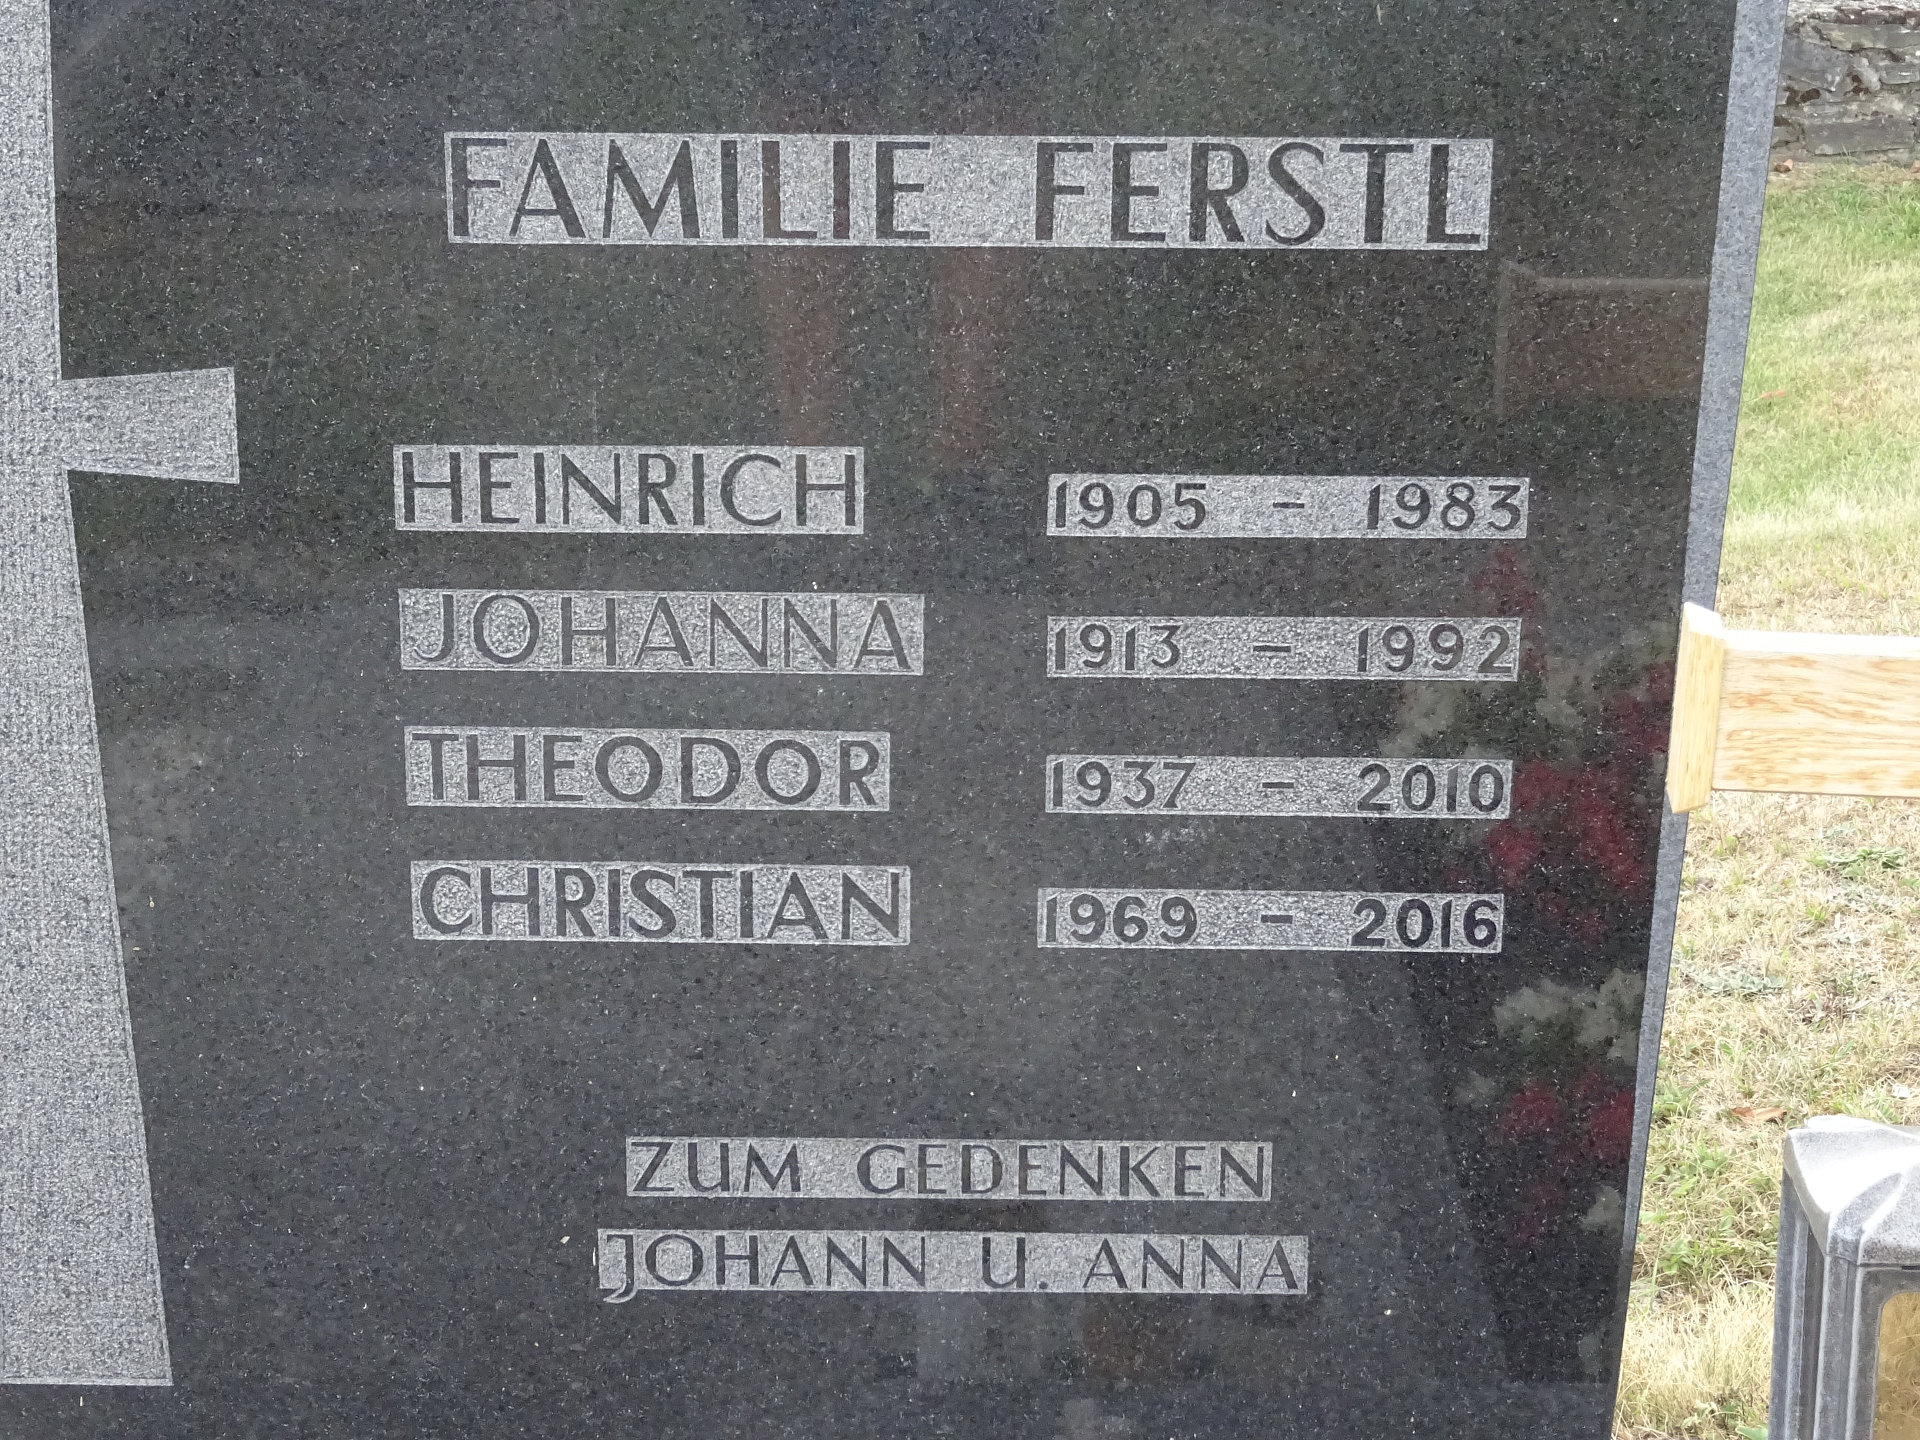 FAMILIE FERSTL
HEINRICH 1905 - 1983
JOHANNA 1913 - 1992
THEODOR 1937 - 2010
CHRISTIAN 1969 - 2016
ZUM GEDENKEN
JOHANN U. ANNA